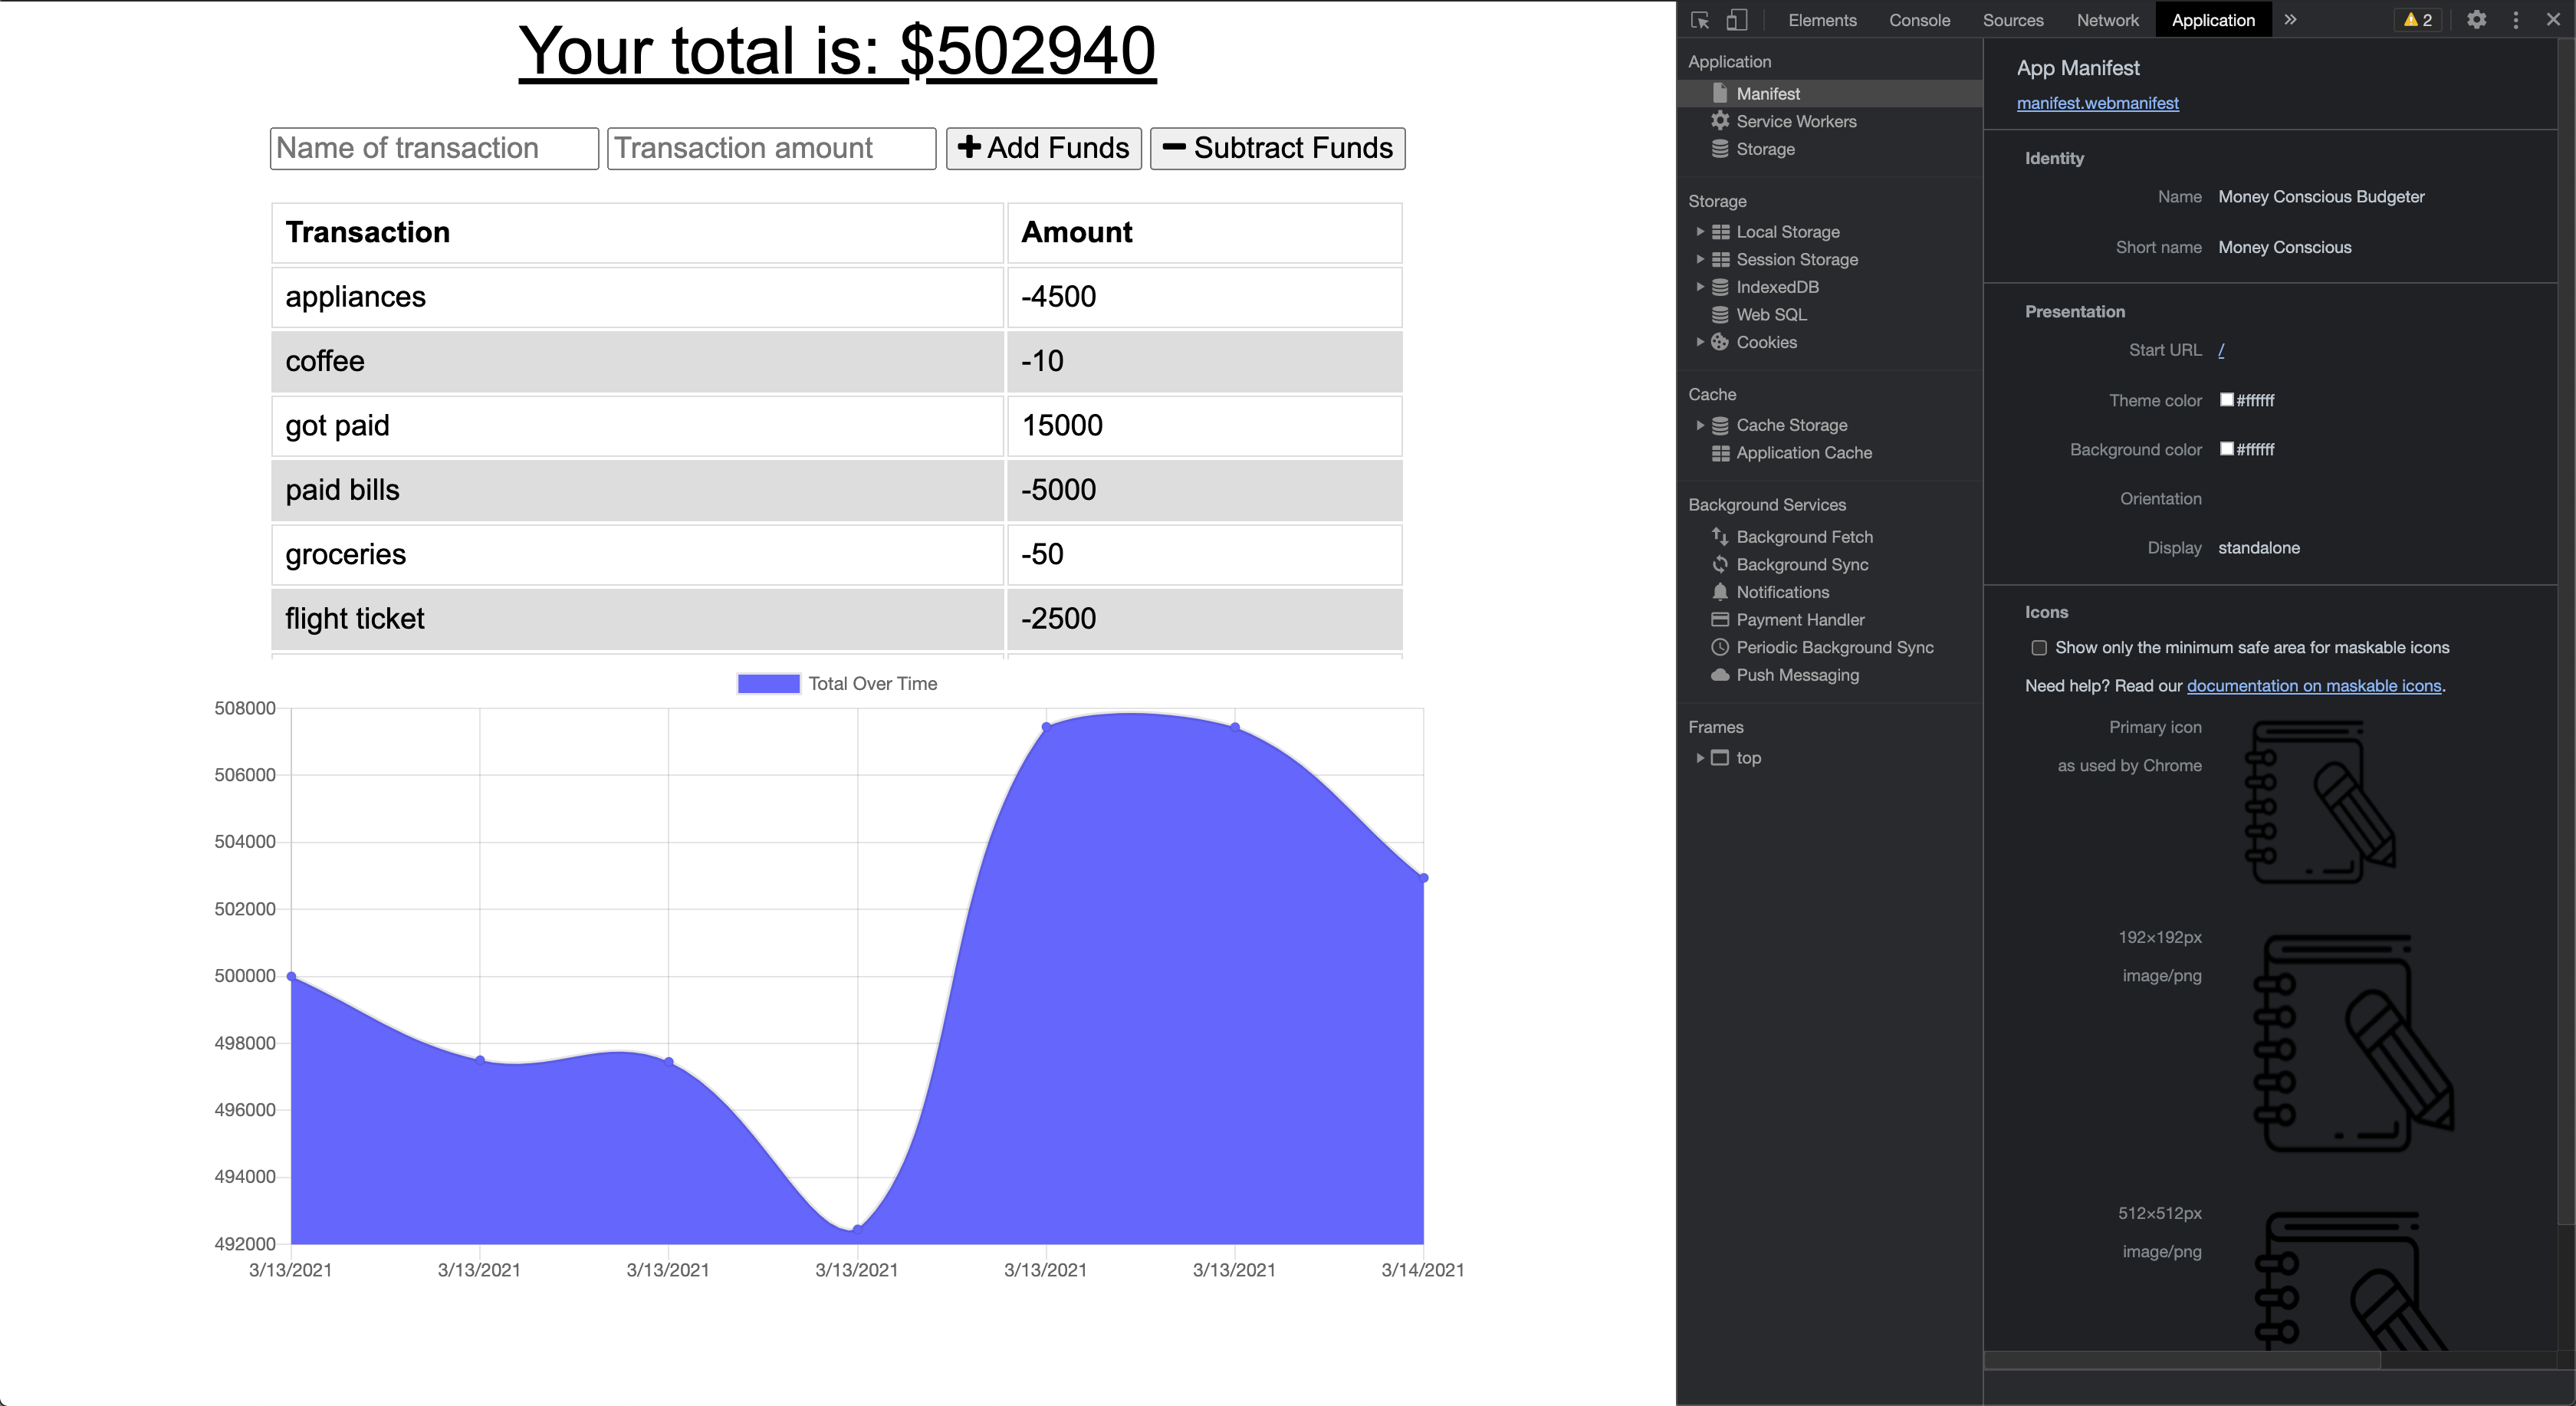 Your total is: $502940
Name of transaction Transaction amount Add Funds Subtract Funds
Transaction Amount
appliances -4500
coffee -10
got paid 15000
paid bills -5000
groceries -50
flight ticket -2500
Total Over Time
508000
506000
504000
502000
500000
498000
496000
494000
492000
3/13/2021 3/13/2021 3/13/2021 3/13/2021 3/13/2021 3/13/2021 3/14/2021
Elements Console Sources Network Application » 2
Application
Manifest
Service Workers
Storage
Storage
Local Storage
Session Storage
IndexedDB
Web SQL
Cookies
Cache
Cache Storage
Application Cache
Background Services
Background Fetch
Background Sync
Notifications
Payment Handler
Periodic Background Sync
Push Messaging
Frames
top
App Manifest
manifest.webmanifest
Identity
Name Money Conscious Budgeter
Short name Money Conscious
Presentation
Start URL /
Theme color #ffffff
Background color #ffffff
Orientation
Display standalone
Icons
Show only the minimum safe area for maskable icons
Need help? Read our documentation on maskable icons.
Primary icon
as used by Chrome
192×192px
image/png
512×512px
image/png